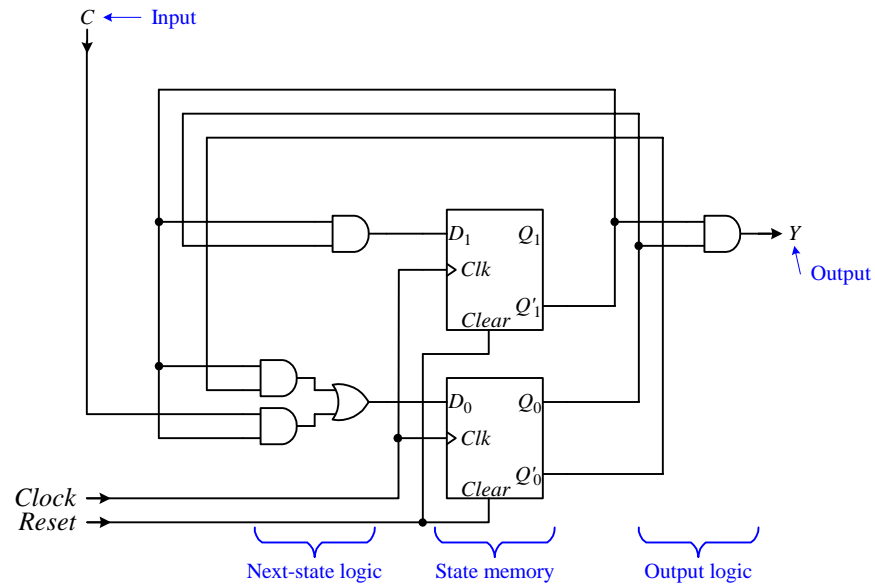 C
Input
D₁
Q₁
Clk
Q'₁
Clear
Y
Output
D₀
Q₀
Clk
Q'₀
Clear
Clock
Reset
Next-state logic
State memory
Output logic